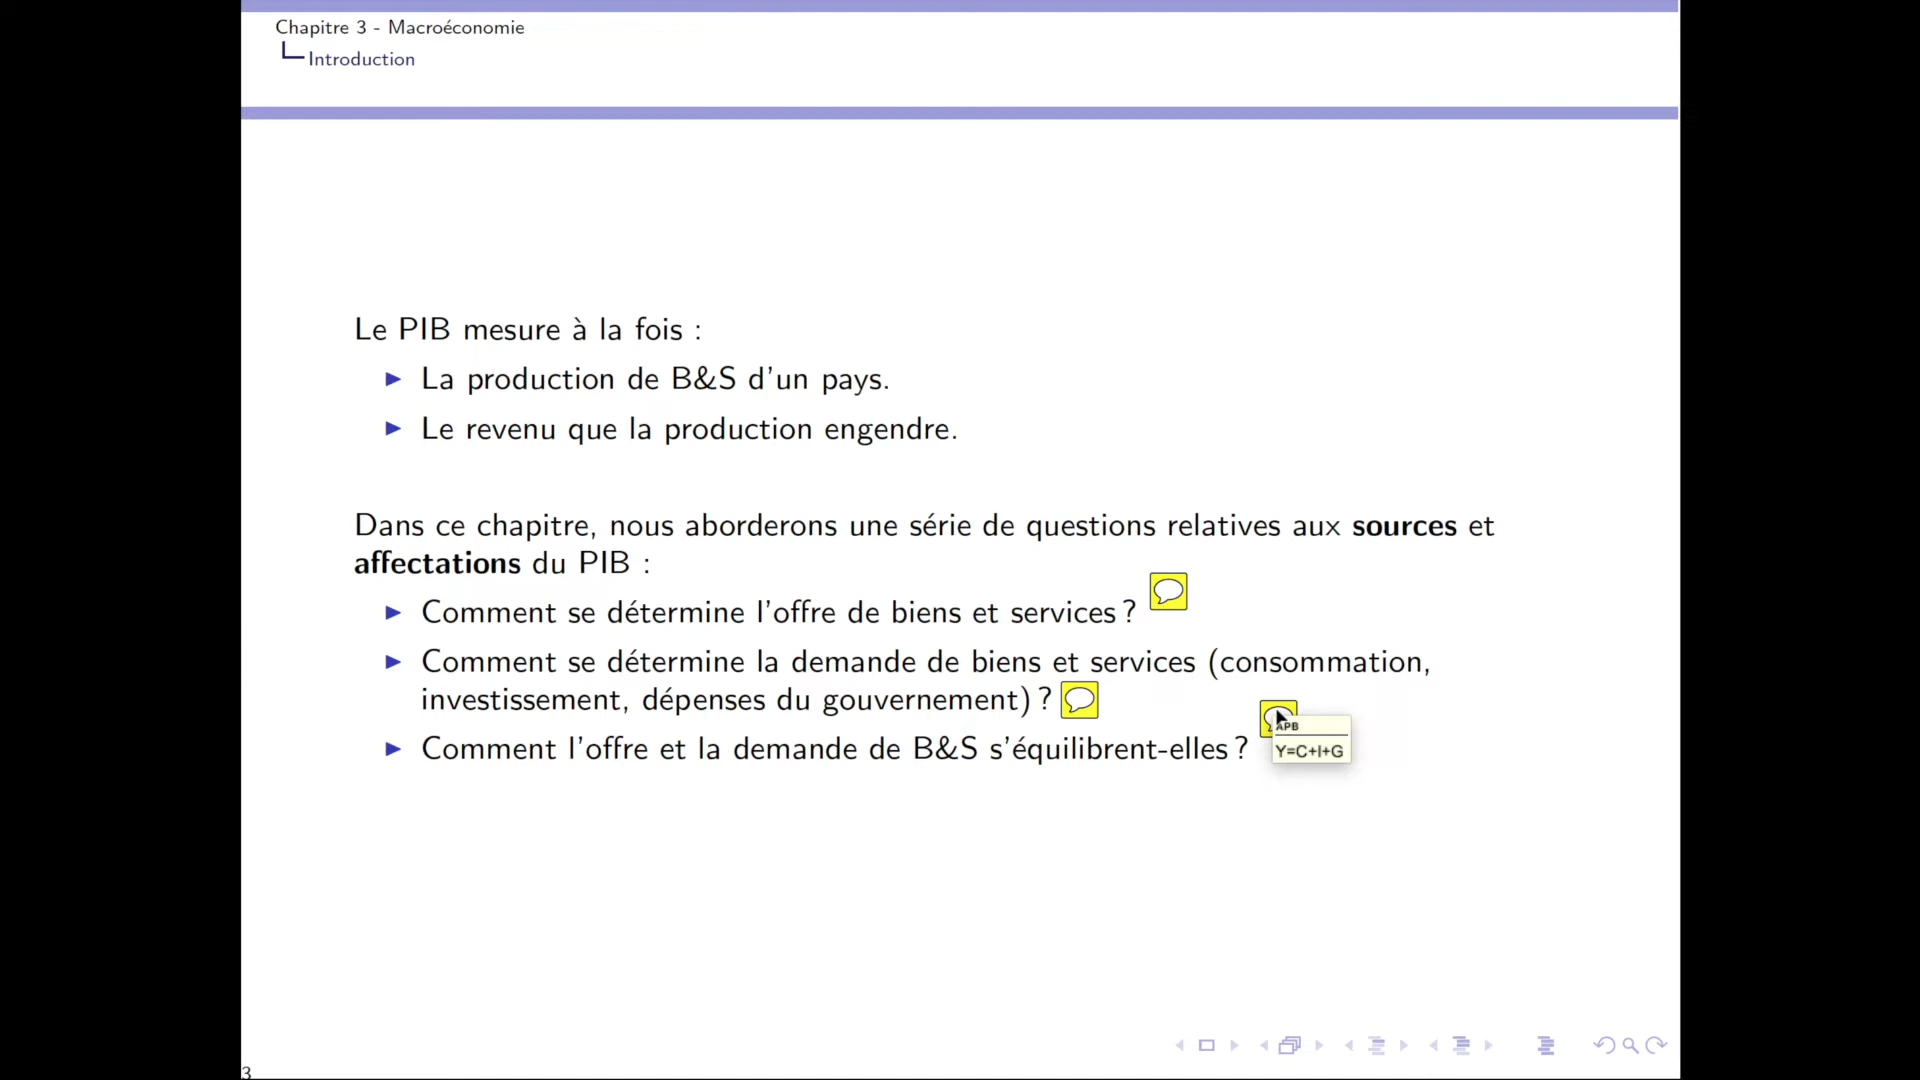 Chapitre 3 - Macroéconomie
Introduction
Le PIB mesure à la fois :
La production de B&S d'un pays.
Le revenu que la production engendre.
Dans ce chapitre, nous aborderons une série de questions relatives aux sources et
affectations du PIB :
Comment se détermine l'offre de biens et services ?
Comment se détermine la demande de biens et services (consommation,
investissement, dépenses du gouvernement) ?
Comment l'offre et la demande de B&S s'équilibrent-elles ?
APB
Y=C+I+G
3